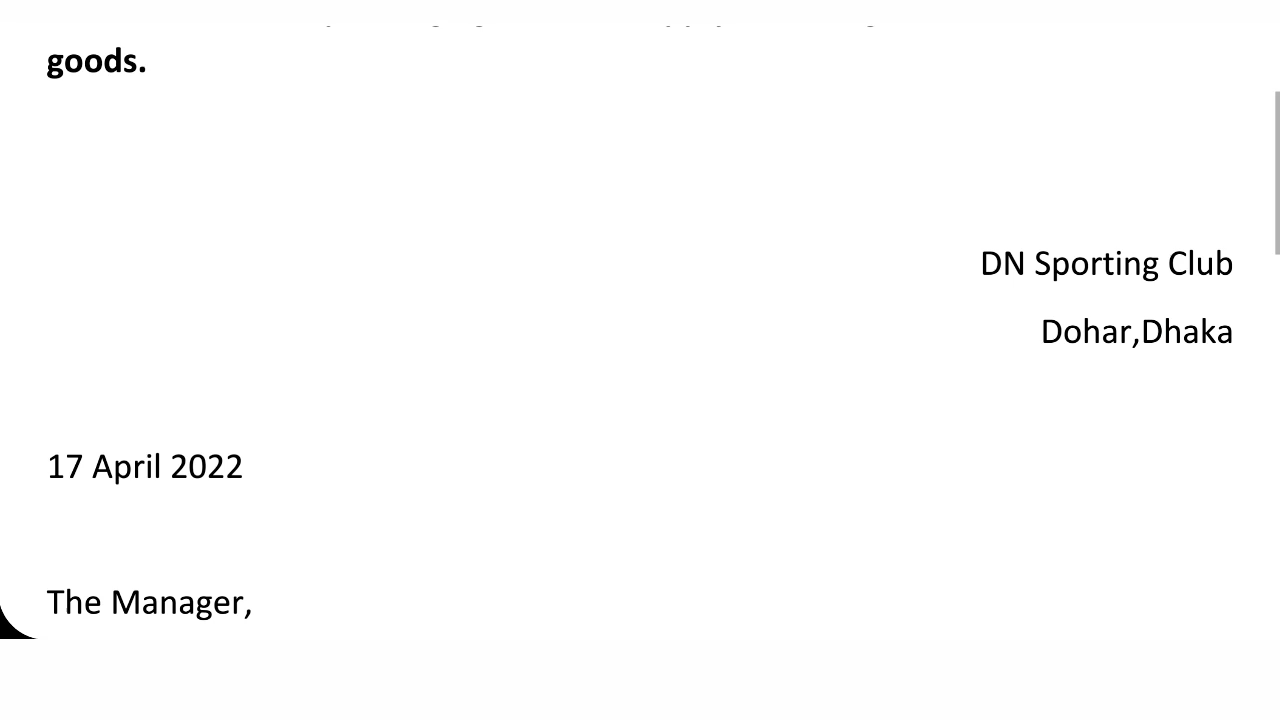 goods.
DN Sporting Club
Dohar,Dhaka
17 April 2022
The Manager,